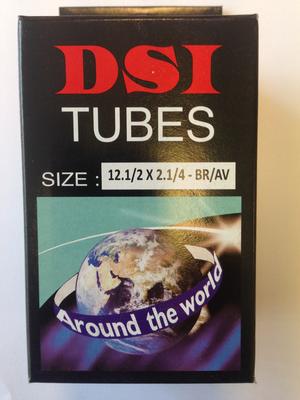 DSI
TUBES
SIZE : 12.1/2 X 2.1/4 - BR/AV
Around the world